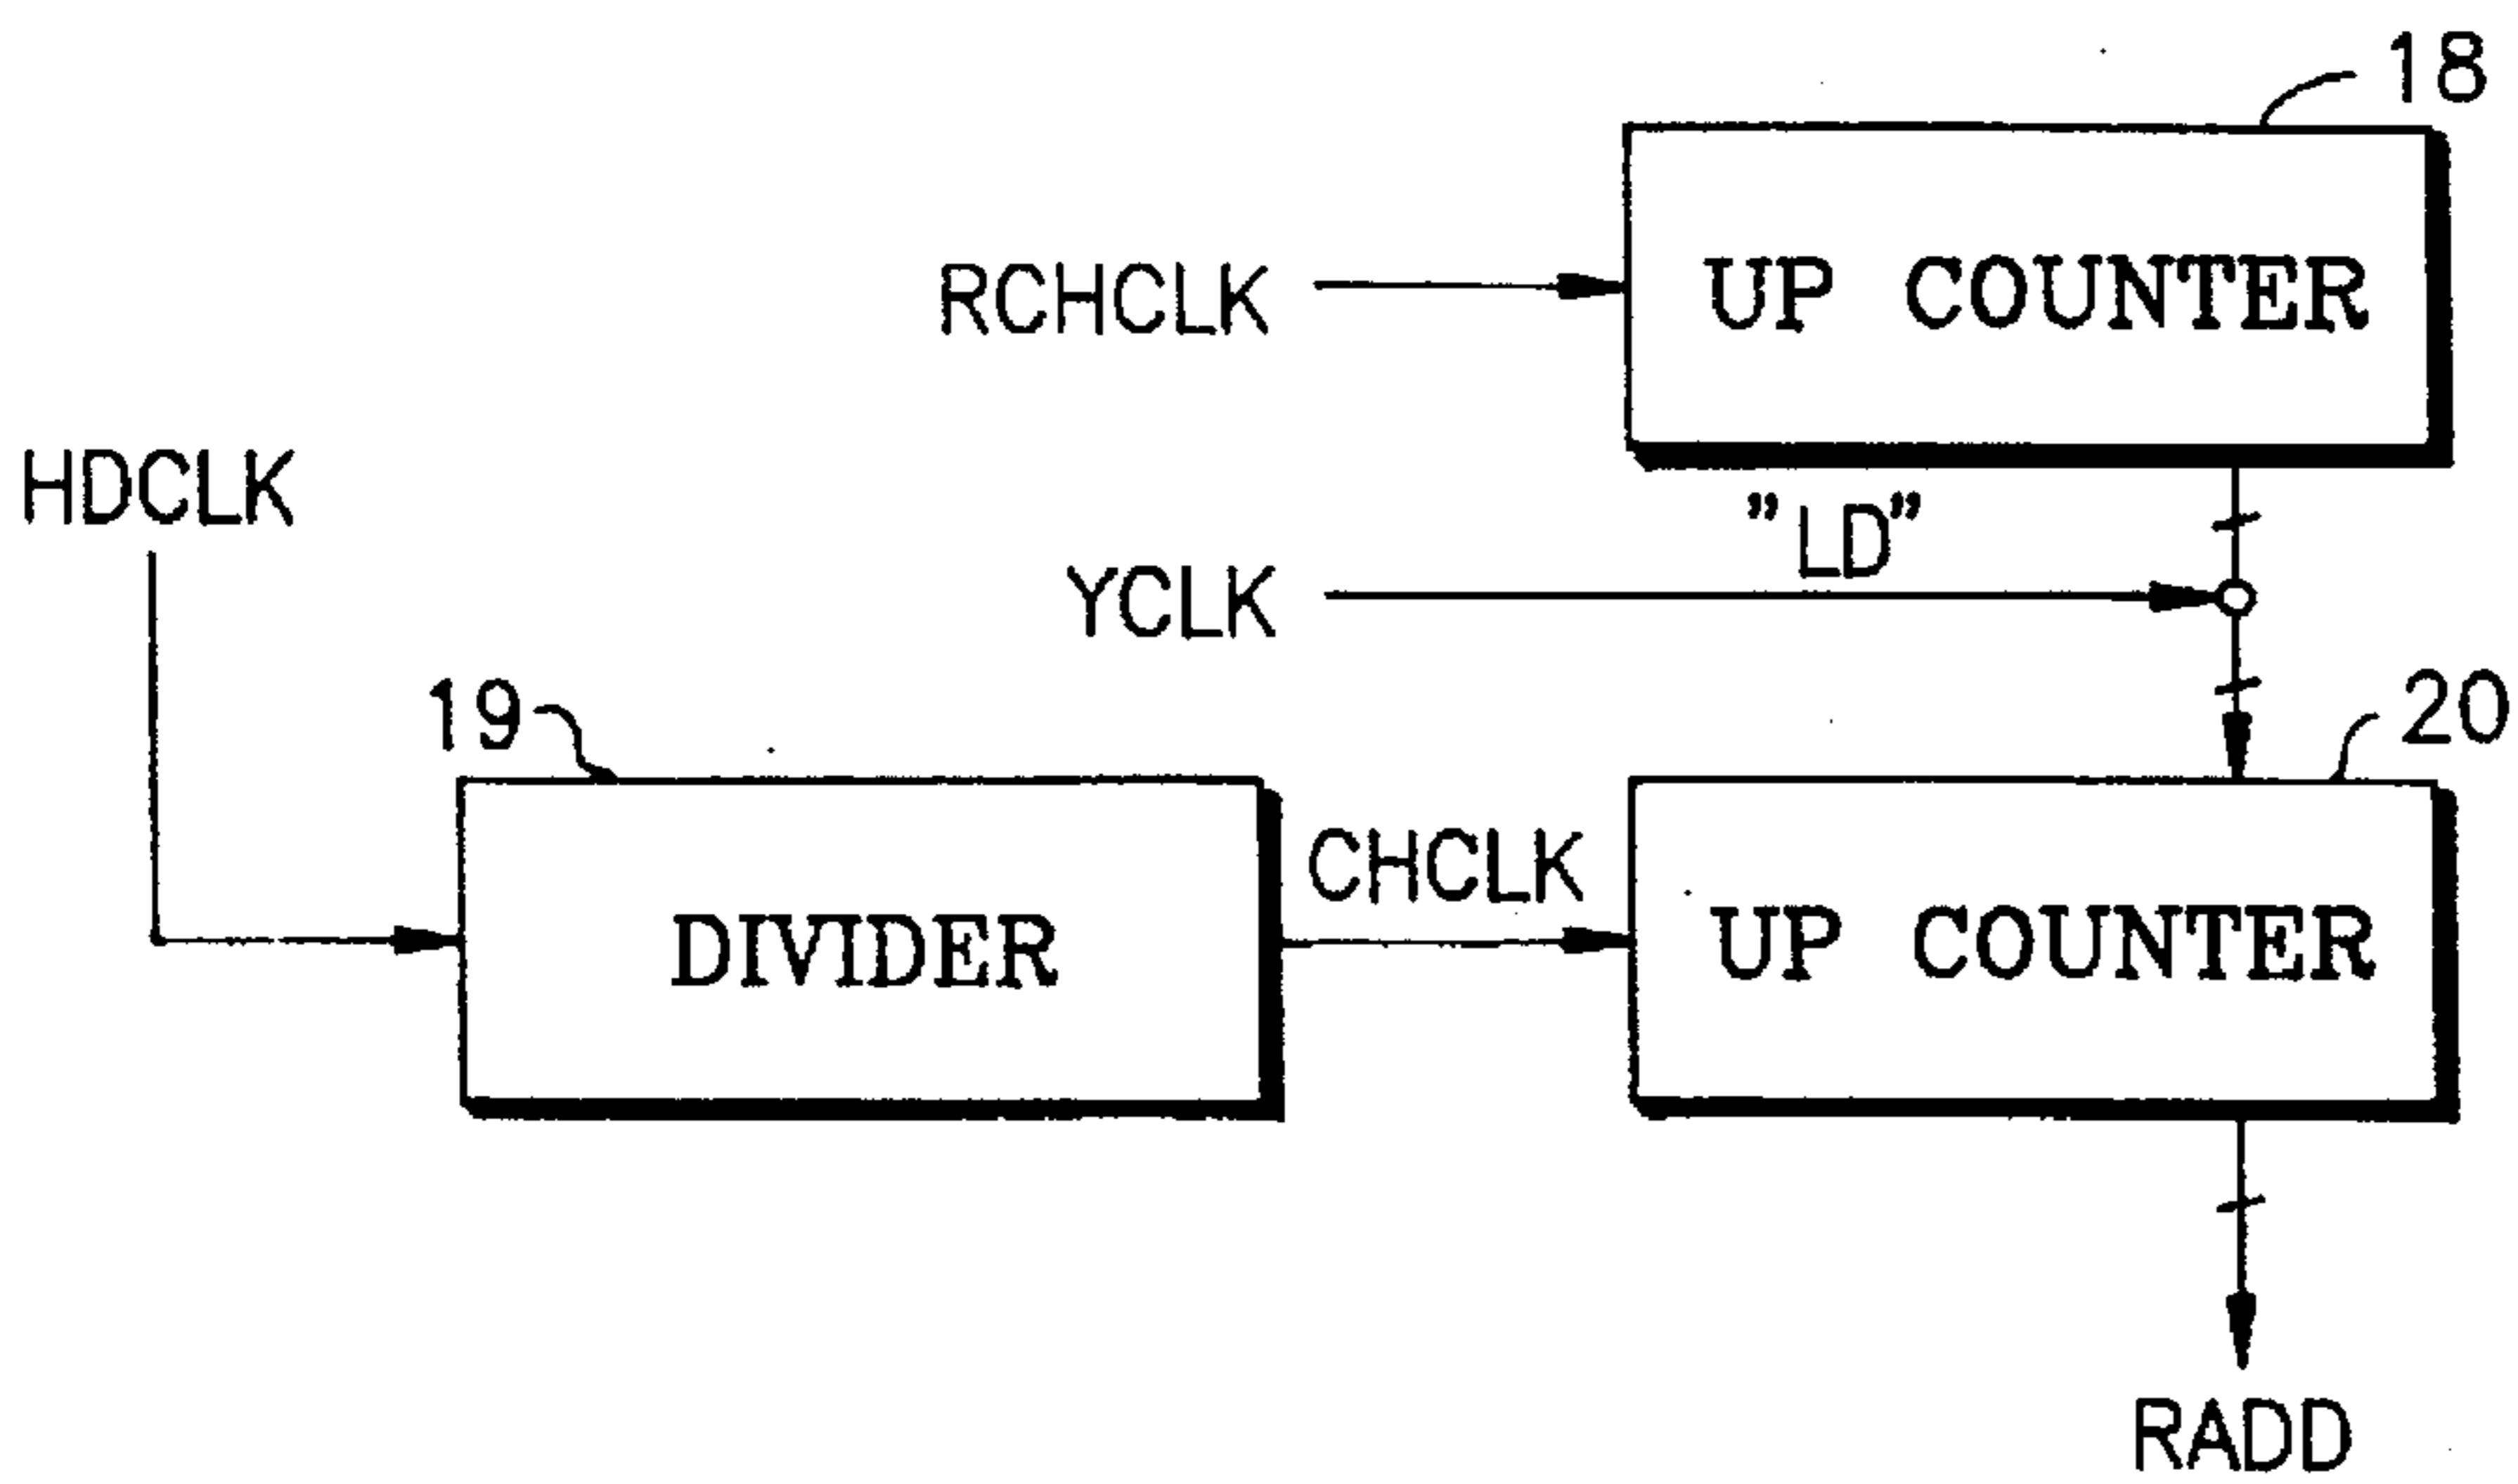 18
UP COUNTER
RCHCLK
HDCLK
"LD"
YCLK
19
20
DIVIDER
CHCLK
UP COUNTER
RADD